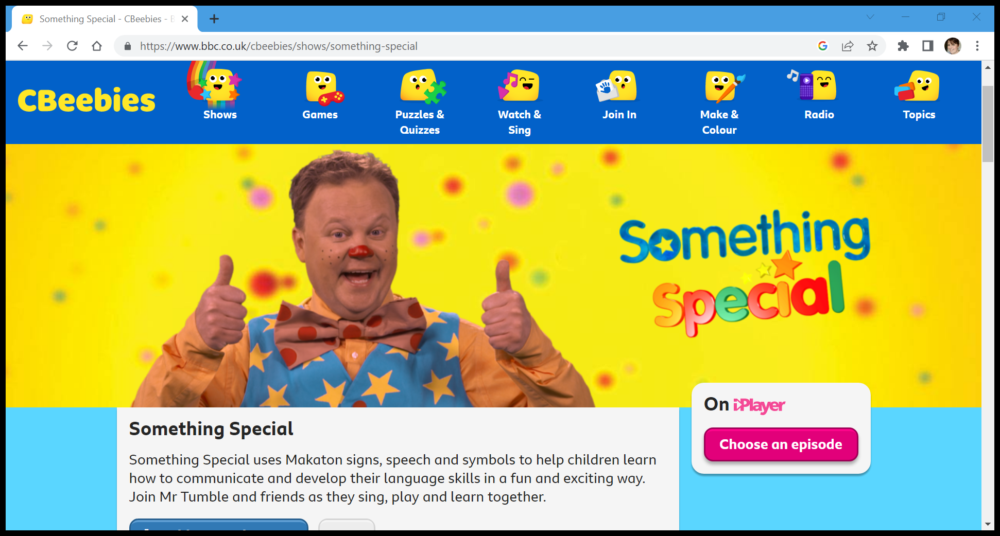 Something Special - CBeebies - B
https://www.bbc.co.uk/cbeebies/shows/something-special
CBeebies
Shows
Games
Puzzles &
Quizzes
Watch &
Sing
Join In
Make &
Colour
Radio
Topics
Something
Special
On iPlayer
Choose an episode
Something Special
Something Special uses Makaton signs, speech and symbols to help children learn
how to communicate and develop their language skills in a fun and exciting way.
Join Mr Tumble and friends as they sing, play and learn together.